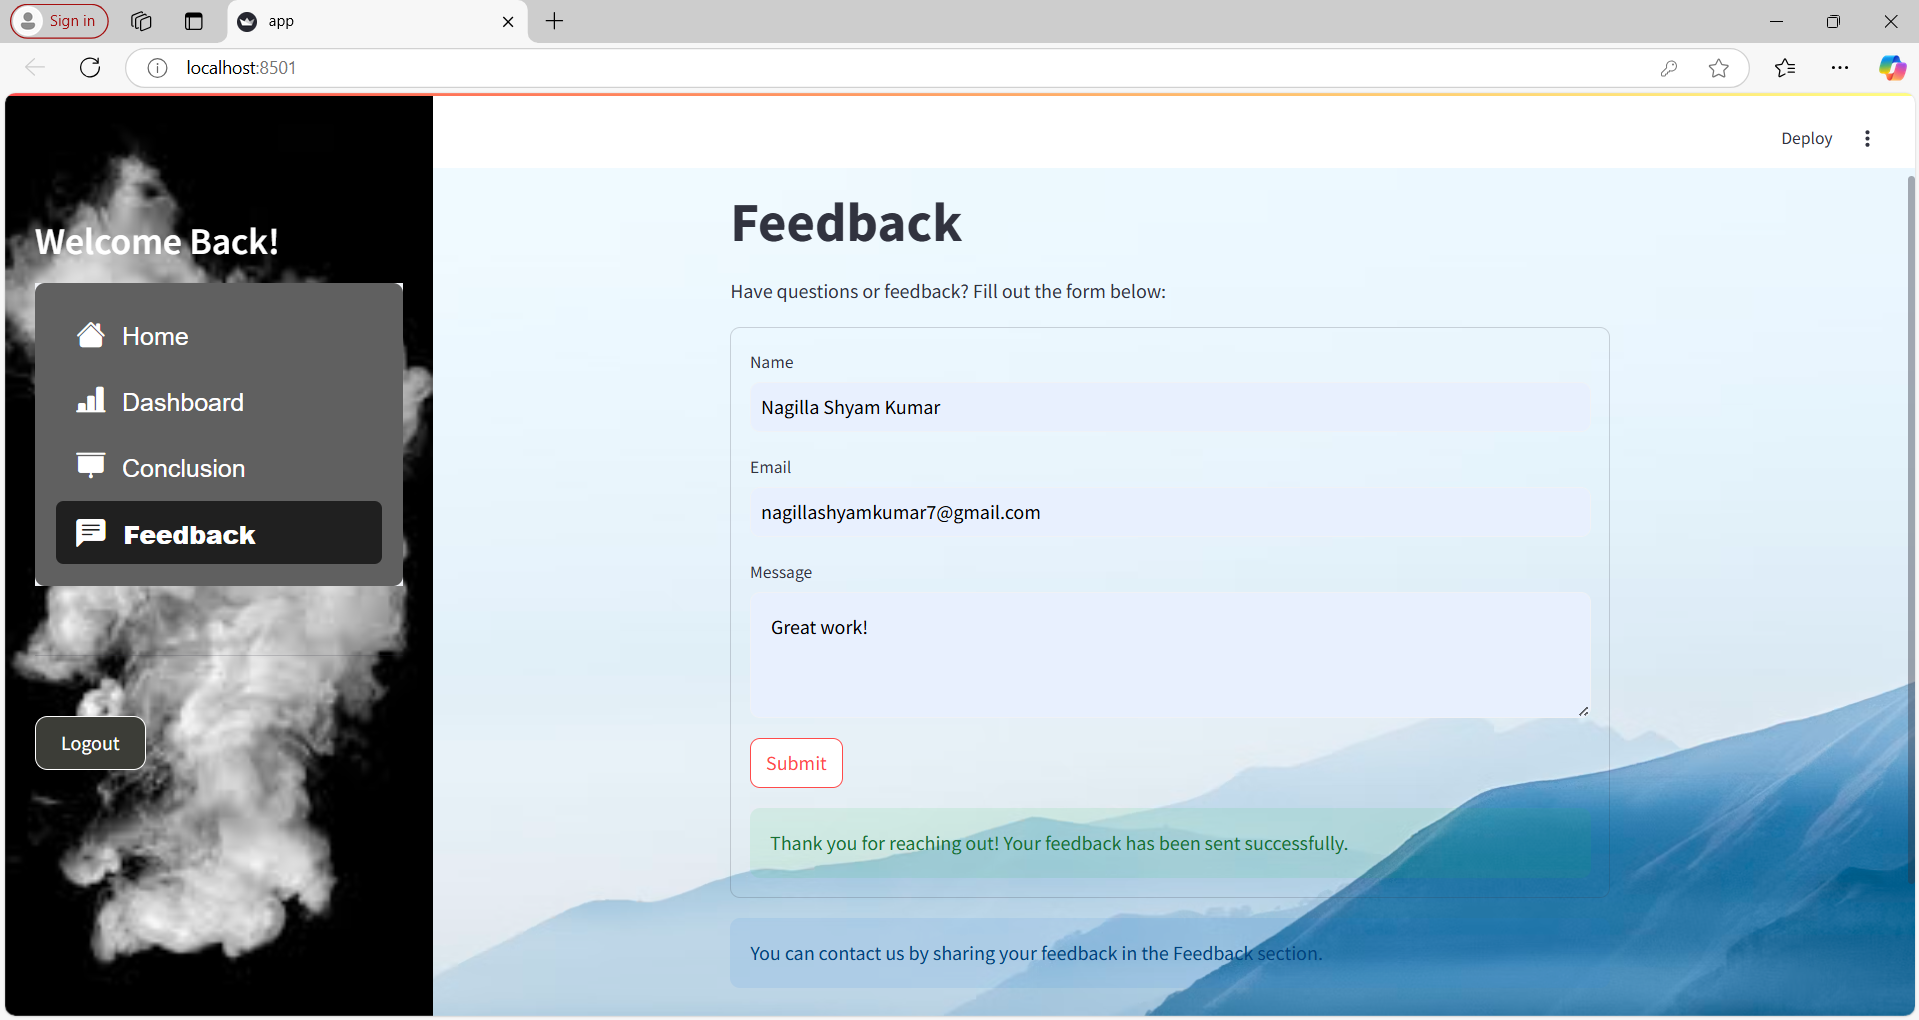 Sign in
app
localhost:8501
Deploy
Welcome Back!
Home
Dashboard
Conclusion
Feedback
Logout
Feedback
Have questions or feedback? Fill out the form below:
Name
Nagilla Shyam Kumar
Email
nagillashyamkumar7@gmail.com
Message
Great work!
Submit
Thank you for reaching out! Your feedback has been sent successfully.
You can contact us by sharing your feedback in the Feedback section.